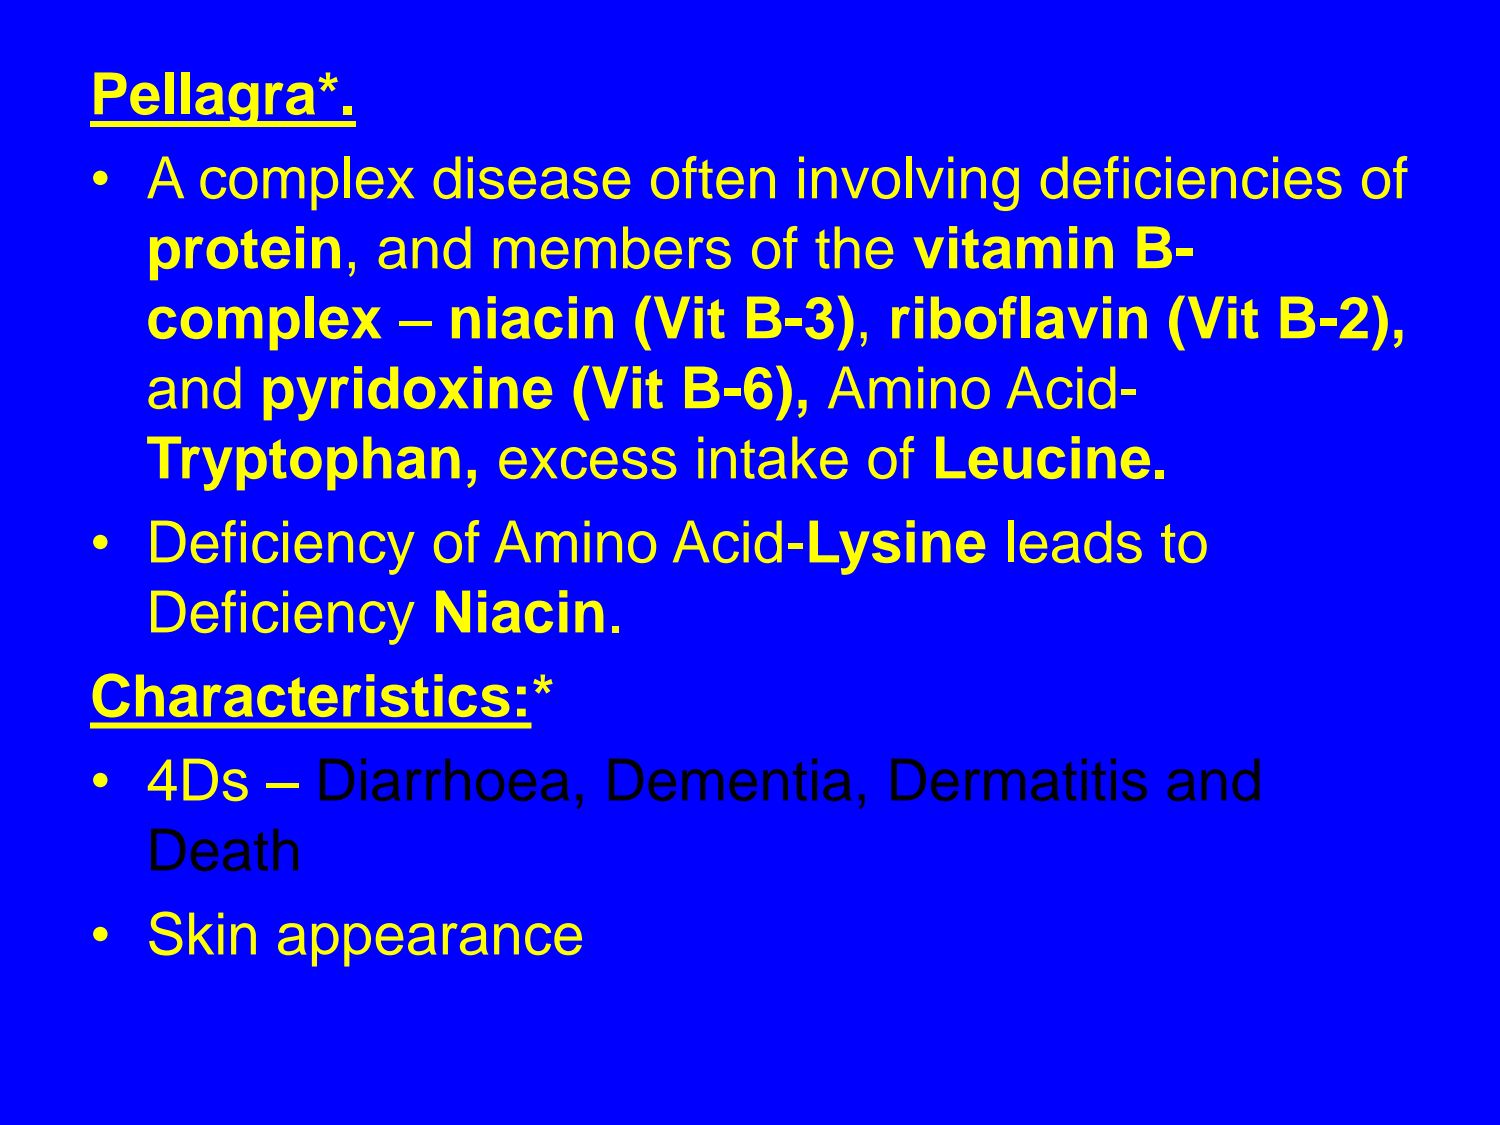 Pellagra*.
• A complex disease often involving deficiencies of
protein, and members of the vitamin B-
complex – niacin (Vit B-3), riboflavin (Vit B-2),
and pyridoxine (Vit B-6), Amino Acid-
Tryptophan, excess intake of Leucine.
• Deficiency of Amino Acid-Lysine leads to
Deficiency Niacin.
Characteristics:*
• 4Ds – Diarrhoea, Dementia, Dermatitis and
Death
• Skin appearance